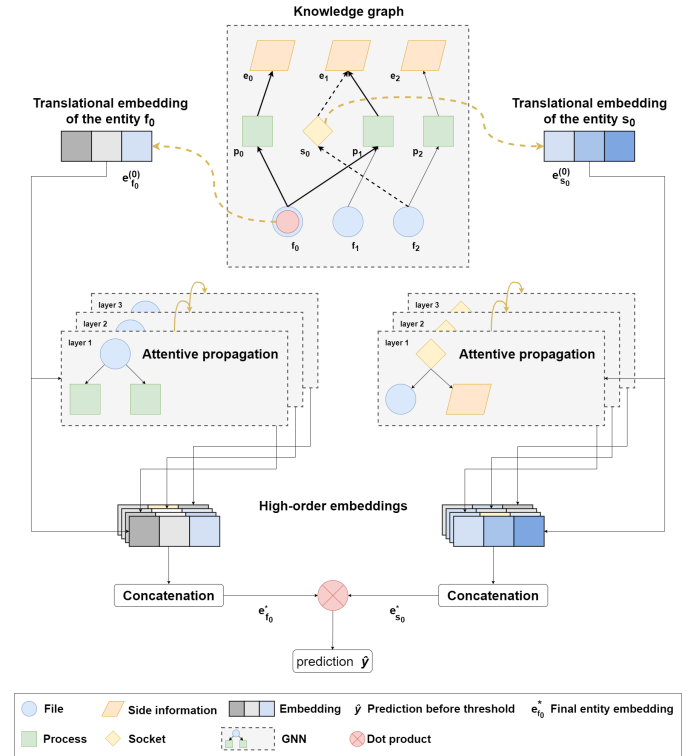 Knowledge graph
e0
e1
e2
Translational embedding
of the entity f0
Translational embedding
of the entity s0
p0
s0
p1
p2
e(0)f0
e(0)s0
f0
f1
f2
layer 3
layer 2
layer 1
Attentive propagation
layer 3
layer 2
layer 1
Attentive propagation
High-order embeddings
Concatenation
Concatenation
e*f0
e*s0
prediction ŷ
File
Side information
Embedding
ŷ Prediction before threshold
e*f0 Final entity embedding
Process
Socket
GNN
Dot product